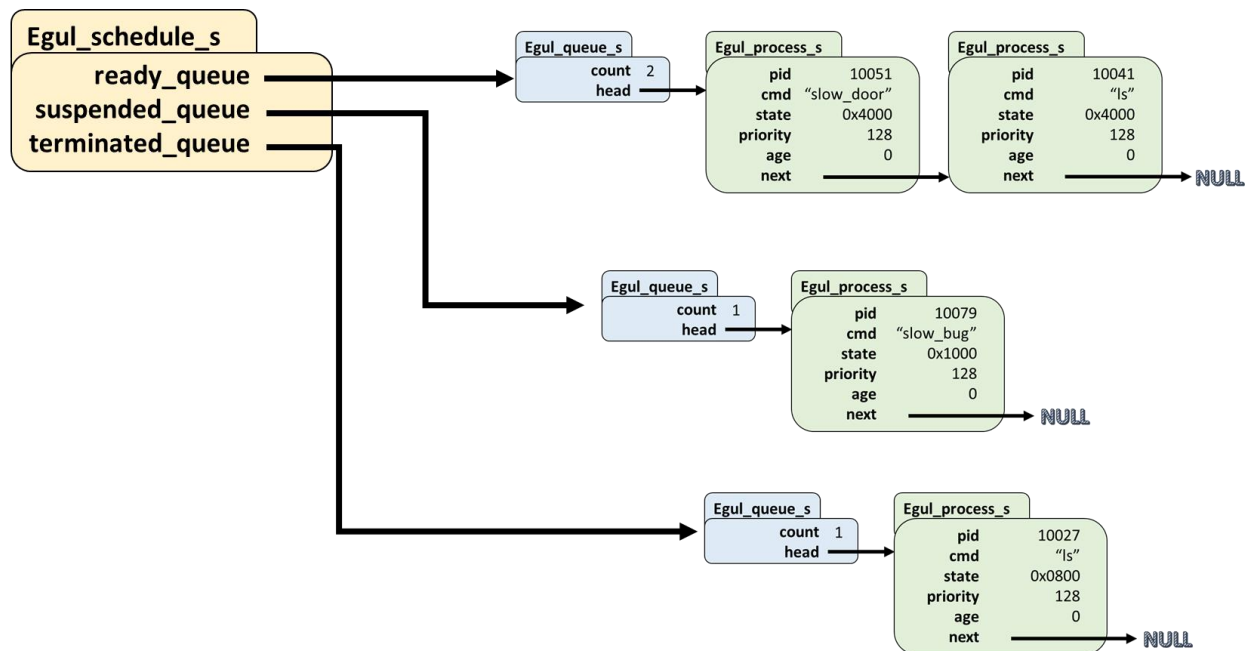 Egul_schedule_s
ready_queue
suspended_queue
terminated_queue
Egul_queue_s
count 2
head
Egul_process_s
pid 10051
cmd “slow_door”
state 0x4000
priority 128
age 0
next
Egul_process_s
pid 10041
cmd “ls”
state 0x4000
priority 128
age 0
next
NULL
Egul_queue_s
count 1
head
Egul_process_s
pid 10079
cmd “slow_bug”
state 0x1000
priority 128
age 0
next
NULL
Egul_queue_s
count 1
head
Egul_process_s
pid 10027
cmd “ls”
state 0x0800
priority 128
age 0
next
NULL